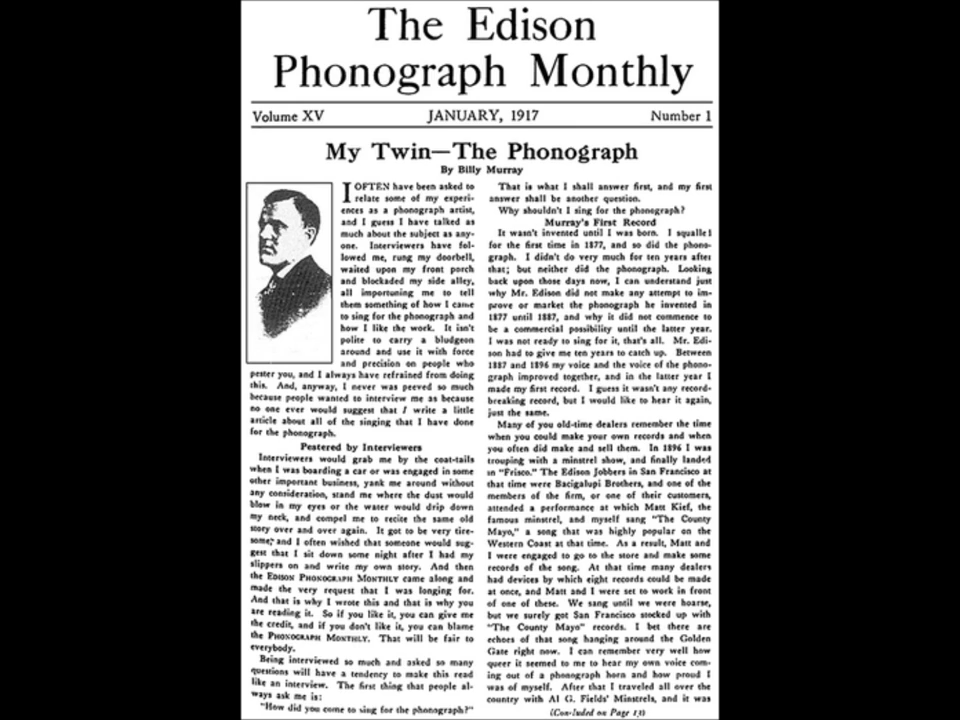 The Edison
Phonograph Monthly
Volume XV JANUARY, 1917 Number 1
My Twin—The Phonograph
By Billy Murray
I OFTEN have been asked to
relate some of my experi-
ences as a phonograph artist,
and I guess I have talked as
much about the subject as any-
one. Interviewers have fol-
lowed me, rung my doorbell,
waited upon my front porch
and blockaded my side alley,
all importuning me to tell
them something of how I came
to sing for the phonograph and
how I like the work. It isn't
polite to carry a bludgeon
around and use it with force
and precision on people who
pester you, and I always have refrained from doing
this. And, anyway, I never was peeved so much
because people wanted to interview me as because
no one ever would suggest that I write a little
article about all of the singing that I have done
for the phonograph.
Pestered by Interviewers
Interviewers would grab me by the coat-tails
when I was boarding a car or was engaged in some
other important business, yank me around without
any consideration, stand me where the dust would
blow in my eyes or the water would drip down
my neck, and compel me to recite the same old
story over and over again. It got to be very tire-
some, and I often wished that someone would sug-
gest that I sit down some night after I had my
slippers on and write my own story. And then
the EDISON PHONOGRAPH MONTHLY came along and
made the very request that I was longing for.
And that is why I wrote this and that is why you
are reading it. So if you like it, you can give me
the credit, and if you don't like it, you can blame
the PHONOGRAPH MONTHLY. That will be fair to
everybody.
Being interviewed so much and asked so many
questions will have a tendency to make this read
like an interview. The first thing that people al-
ways ask me is:
"How did you come to sing for the phonograph?"
That is what I shall answer first, and my first
answer shall be another question.
Why shouldn't I sing for the phonograph?
Murray's First Record
It wasn't invented until I was born. I squalled
for the first time in 1877, and so did the phono-
graph. I didn't do very much for ten years after
that; but neither did the phonograph. Looking
back upon those days now, I can understand just
why Mr. Edison did not make any attempt to im-
prove or market the phonograph he invented in
1877 until 1887, and why it did not commence to
be a commercial possibility until the latter year.
I was not ready to sing for it, that's all. Mr. Edi-
son had to give me ten years to catch up. Between
1887 and 1896 my voice and the voice of the phono-
graph improved together, and in the latter year I
made my first record. I guess it wasn't any record-
breaking record, but I would like to hear it again,
just the same.
Many of you old-time dealers remember the time
when you could make your own records and when
you often did make and sell them. In 1896 I was
trouping with a minstrel show, and finally landed
in "Frisco." The Edison Jobbers in San Francisco at
that time were Bacigalupi Brothers, and one of the
members of the firm, or one of their customers,
attended a performance at which Matt Kief, the
famous minstrel, and myself sang "The County
Mayo," a song that was highly popular on the
Western Coast at that time. As a result, Matt and
I were engaged to go to the store and make some
records of the song. At that time many dealers
had devices by which eight records could be made
at once, and Matt and I were set to work in front
of one of these. We sang until we were hoarse,
but we surely got San Francisco stocked up with
"The County Mayo" records. I bet there are
echoes of that song hanging around the Golden
Gate right now. I can remember very well how
queer it seemed to me to hear my own voice com-
ing out of a phonograph horn and how proud I
was of myself. After that I traveled all over the
country with Al G. Fields' Minstrels, and it was
(Concluded on Page 13)